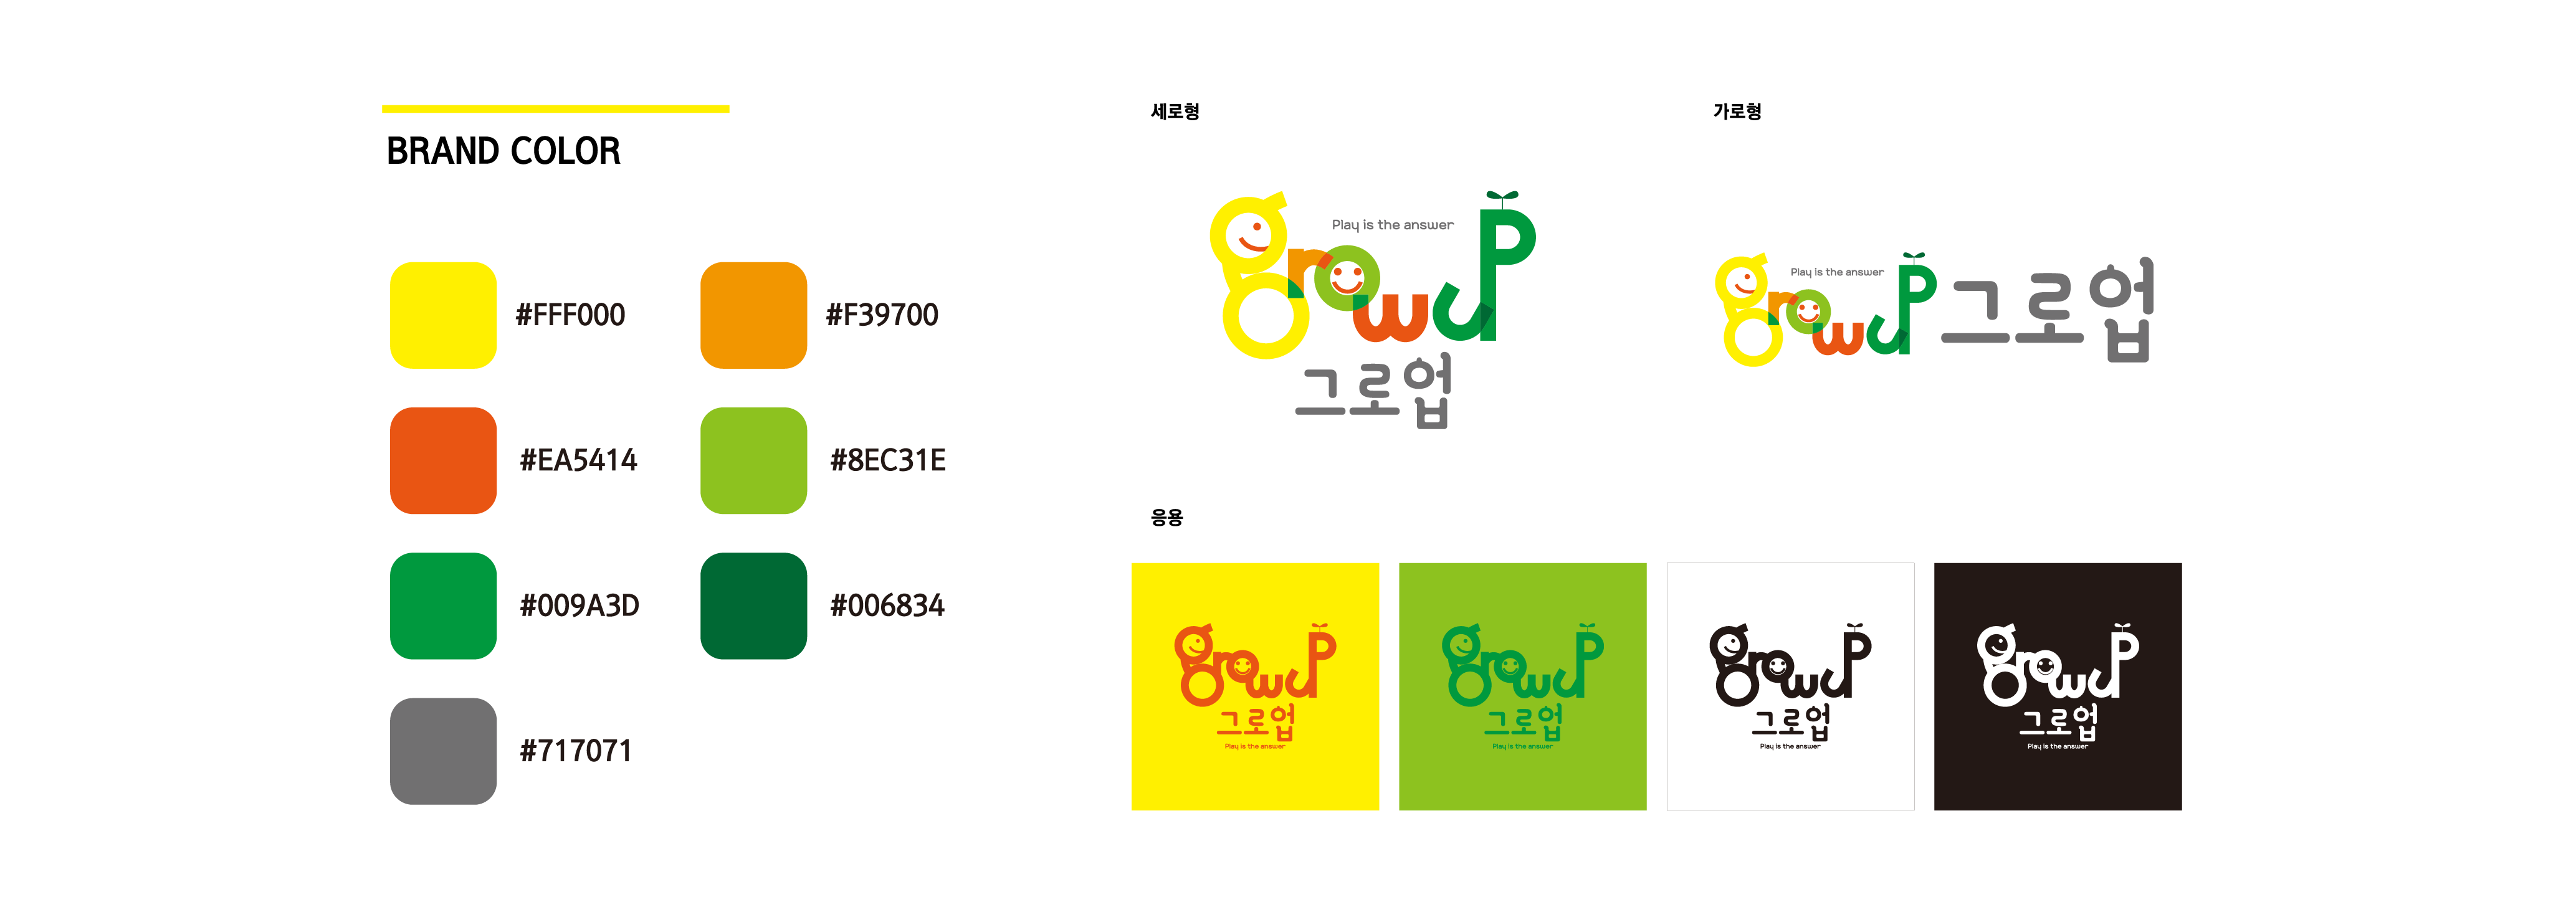 BRAND COLOR
#FFF000
#F39700
#EA5414
#8EC31E
#009A3D
#006834
#717071
세로형
Play is the answer
growup
그로업
가로형
Play is the answer
growup 그로업
응용
growup
그로업
Play is the answer
growup
그로업
Play is the answer
growup
그로업
Play is the answer
growup
그로업
Play is the answer